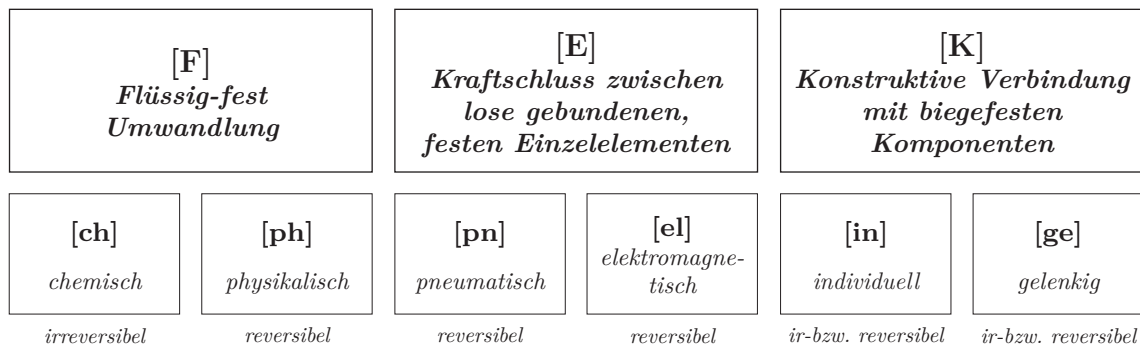 [F]
Flüssig-fest
Umwandlung
[E]
Kraftschluss zwischen
lose gebundenen,
festen Einzelelementen
[K]
Konstruktive Verbindung
mit biegefesten
Komponenten
[ch]
chemisch
irreversibel
[ph]
physikalisch
reversibel
[pn]
pneumatisch
reversibel
[el]
elektromagne-
tisch
reversibel
[in]
individuell
ir-bzw. reversibel
[ge]
gelenkig
ir-bzw. reversibel